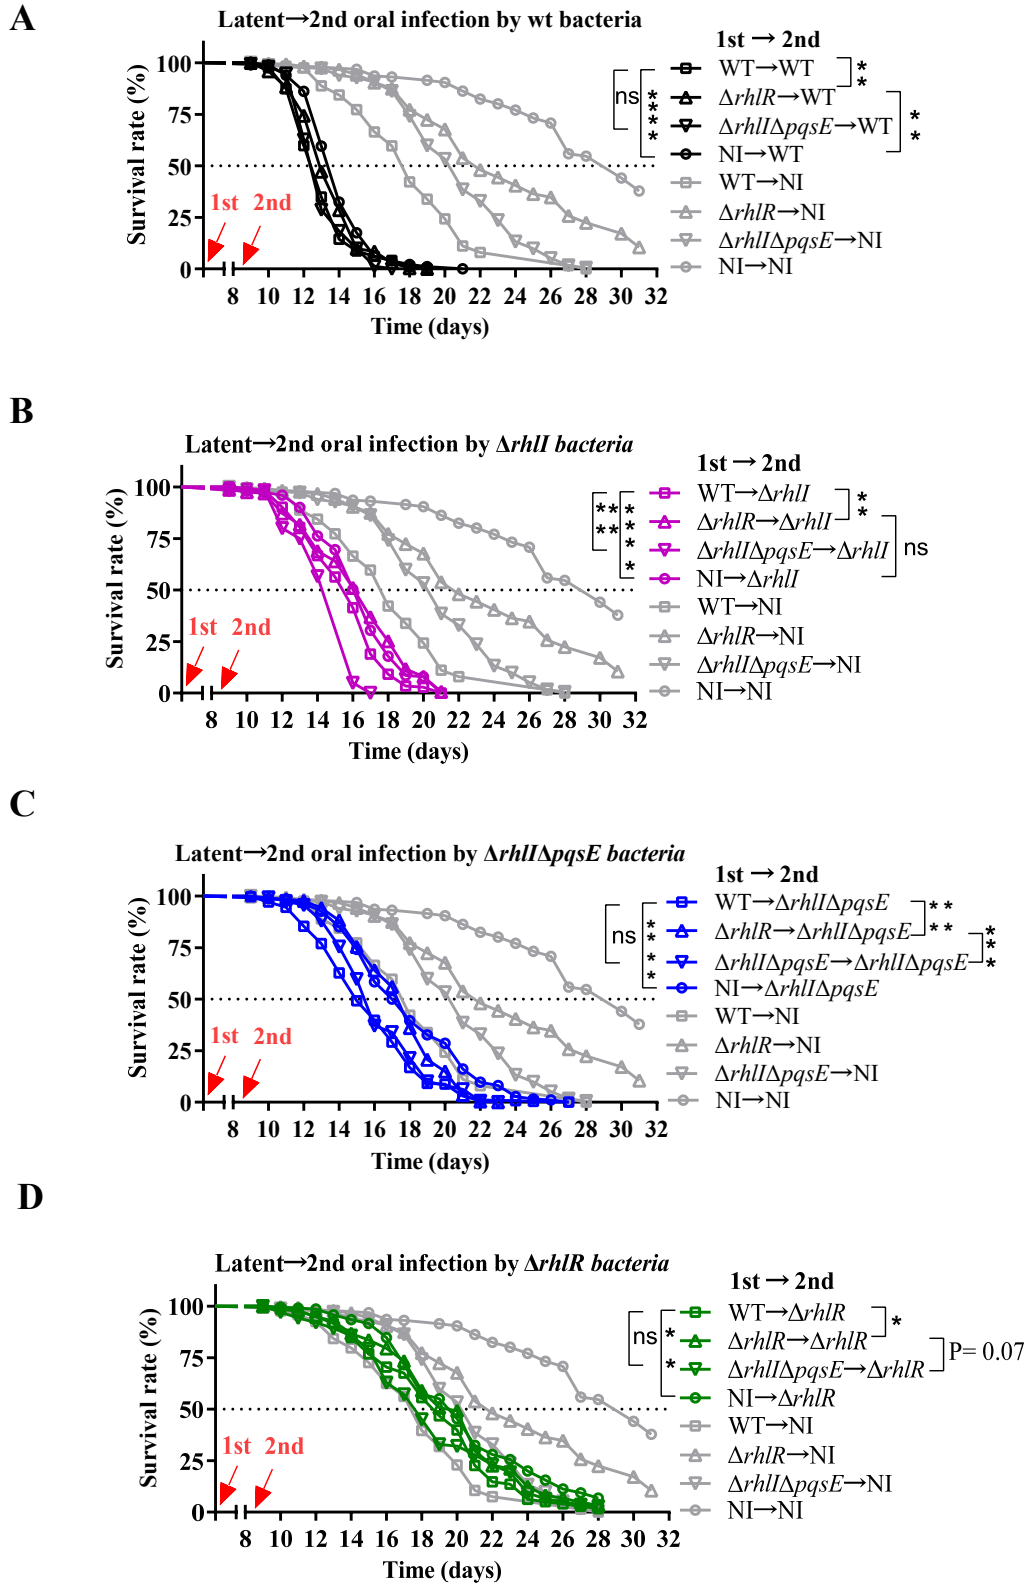 A
Latent→2nd oral infection by wt bacteria
1st → 2nd
Survival rate (%)
100
75
50
25
0
1st 2nd
8 10 12 14 16 18 20 22 24 26 28 30 32
Time (days)
WT→WT
ΔrhlR→WT
ΔrhlIΔpqsE→WT
NI→WT
WT→NI
ΔrhlR→NI
ΔrhlIΔpqsE→NI
NI→NI
ns
****
**
**
B
Latent→2nd oral infection by ΔrhlI bacteria
1st → 2nd
Survival rate (%)
100
75
50
25
0
1st 2nd
8 10 12 14 16 18 20 22 24 26 28 30 32
Time (days)
WT→ΔrhlI
ΔrhlR→ΔrhlI
ΔrhlIΔpqsE→ΔrhlI
NI→ΔrhlI
WT→NI
ΔrhlR→NI
ΔrhlIΔpqsE→NI
NI→NI
****
****
**
ns
C
Latent→2nd oral infection by ΔrhlIΔpqsE bacteria
1st → 2nd
Survival rate (%)
100
75
50
25
0
1st 2nd
8 10 12 14 16 18 20 22 24 26 28 30 32
Time (days)
WT→ΔrhlIΔpqsE
ΔrhlR→ΔrhlIΔpqsE
ΔrhlIΔpqsE→ΔrhlIΔpqsE
NI→ΔrhlIΔpqsE
WT→NI
ΔrhlR→NI
ΔrhlIΔpqsE→NI
NI→NI
ns
****
****
***
D
Latent→2nd oral infection by ΔrhlR bacteria
1st → 2nd
Survival rate (%)
100
75
50
25
0
1st 2nd
8 10 12 14 16 18 20 22 24 26 28 30 32
Time (days)
WT→ΔrhlR
ΔrhlR→ΔrhlR
ΔrhlIΔpqsE→ΔrhlR
NI→ΔrhlR
WT→NI
ΔrhlR→NI
ΔrhlIΔpqsE→NI
NI→NI
ns
**
*
P= 0.07